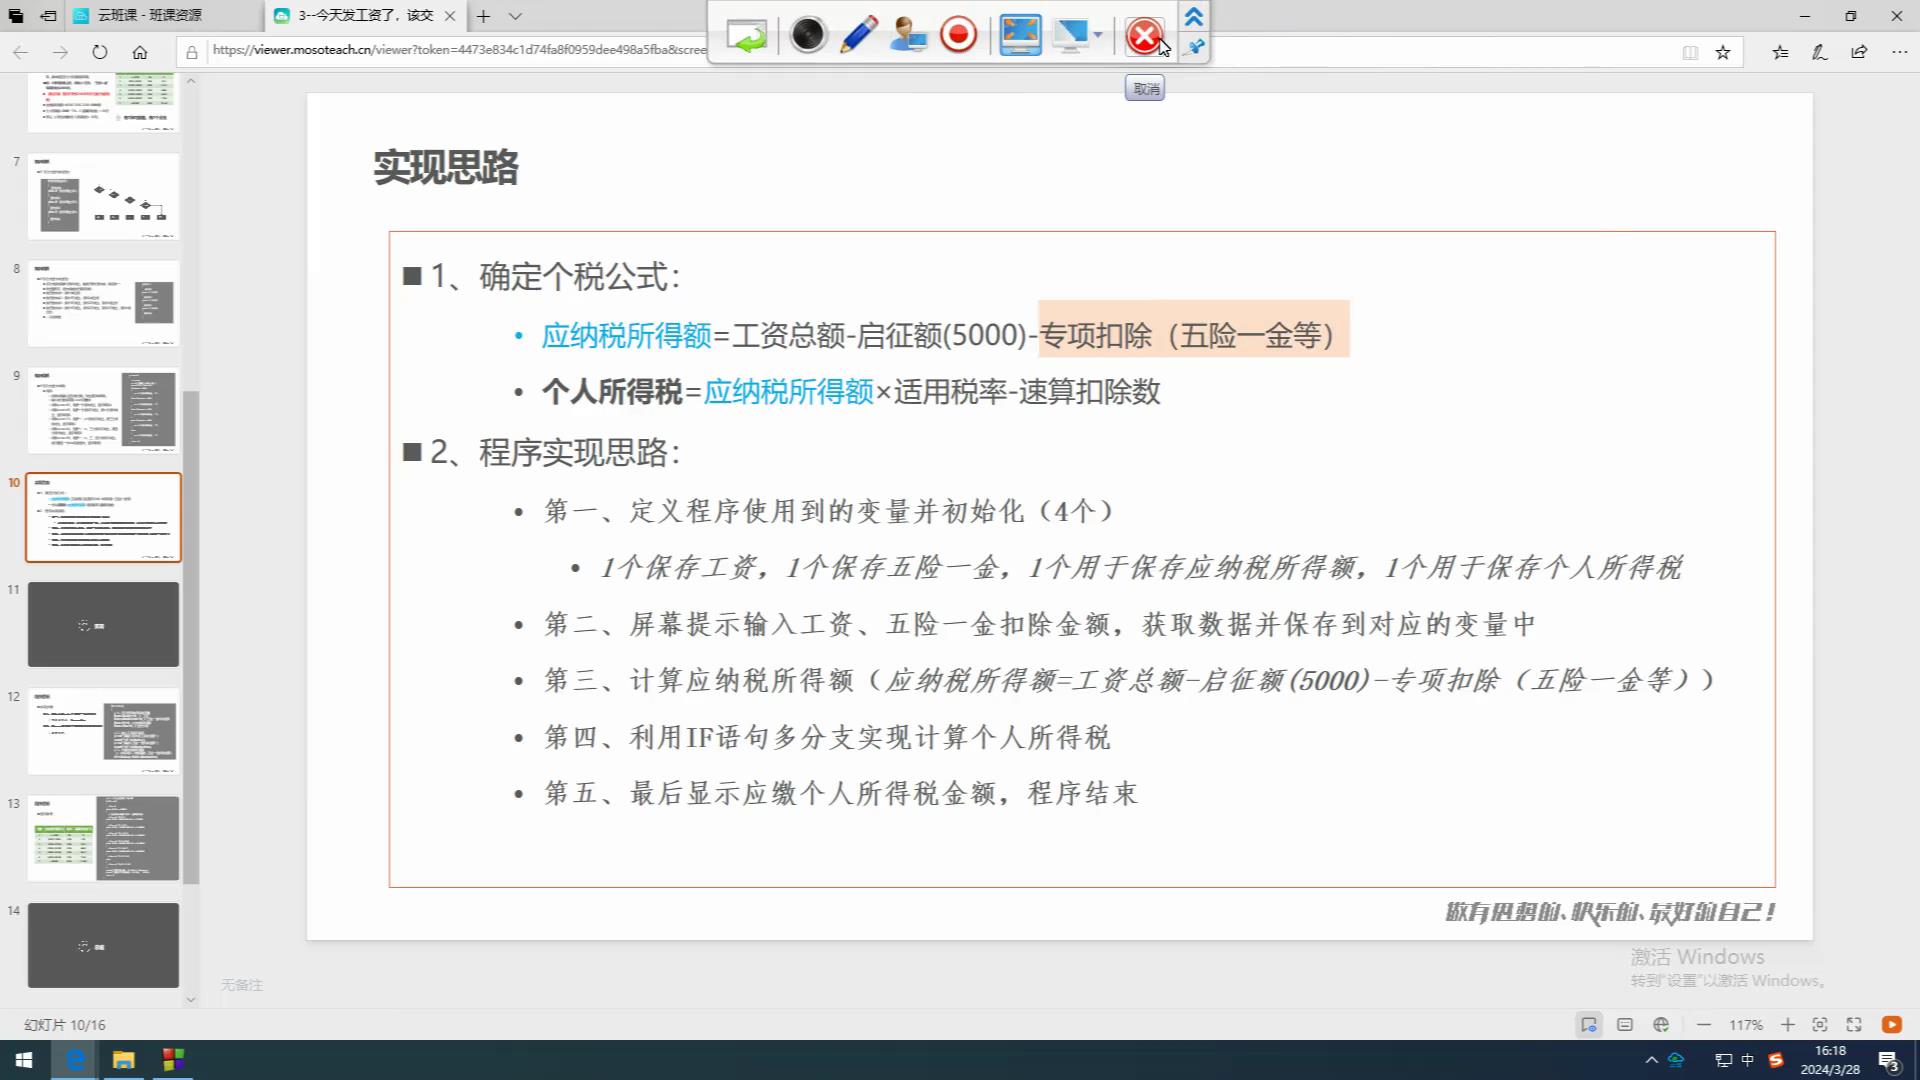 云班课 - 班课资源
3--今天发工资了，该交
https://viewer.mosoteach.cn/viewer?token=4473e834c1d74fa8f0959dee498a5fba&scree
取消
实现思路
■ 1、确定个税公式：
• 应纳税所得额=工资总额-启征额(5000)-专项扣除（五险一金等）
• 个人所得税=应纳税所得额×适用税率-速算扣除数
■ 2、程序实现思路：
• 第一、定义程序使用到的变量并初始化（4个）
• 1个保存工资，1个保存五险一金，1个用于保存应纳税所得额，1个用于保存个人所得税
• 第二、屏幕提示输入工资、五险一金扣除金额，获取数据并保存到对应的变量中
• 第三、计算应纳税所得额（应纳税所得额=工资总额-启征额(5000)-专项扣除（五险一金等））
• 第四、利用IF语句多分支实现计算个人所得税
• 第五、最后显示应缴个人所得税金额，程序结束
做有思想的、快乐的、最好的自己！
7
8
9
10
11
12
13
14
无备注
激活 Windows
转到“设置”以激活 Windows。
幻灯片 10/16
117%
中
16:18
2024/3/28
3